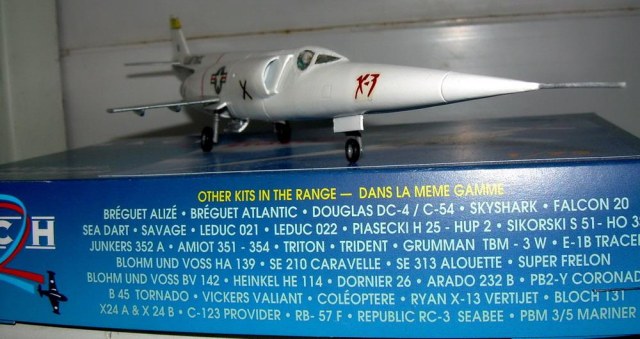 X-3
X
OTHER KITS IN THE RANGE — DANS LA MEME GAMME
BRÉGUET ALIZÉ • BRÉGUET ATLANTIC • DOUGLAS DC-4 / C-54 • SKYSHARK • FALCON 20
SEA DART • SAVAGE • LEDUC 021 • LEDUC 022 • PIASECKI H 25 - HUP 2 • SIKORSKI S 51- HO 3
JUNKERS 352 A • AMIOT 351 - 354 • TRITON • TRIDENT • GRUMMAN TBM - 3 W • E-1B TRACE
BLOHM UND VOSS HA 139 • SE 210 CARAVELLE • SE 313 ALOUETTE • SUPER FRELON
BLOHM UND VOSS BV 142 • HEINKEL HE 114 • DORNIER 26 • ARADO 232 B • PB2-Y CORONAD
B 45 TORNADO • VICKERS VALIANT • COLÉOPTERE • RYAN X-13 VERTIJET • BLOCH 131
X24 A & X 24 B • C-123 PROVIDER • RB- 57 F • REPUBLIC RC-3 SEABEE • PBM 3/5 MARINER
CH